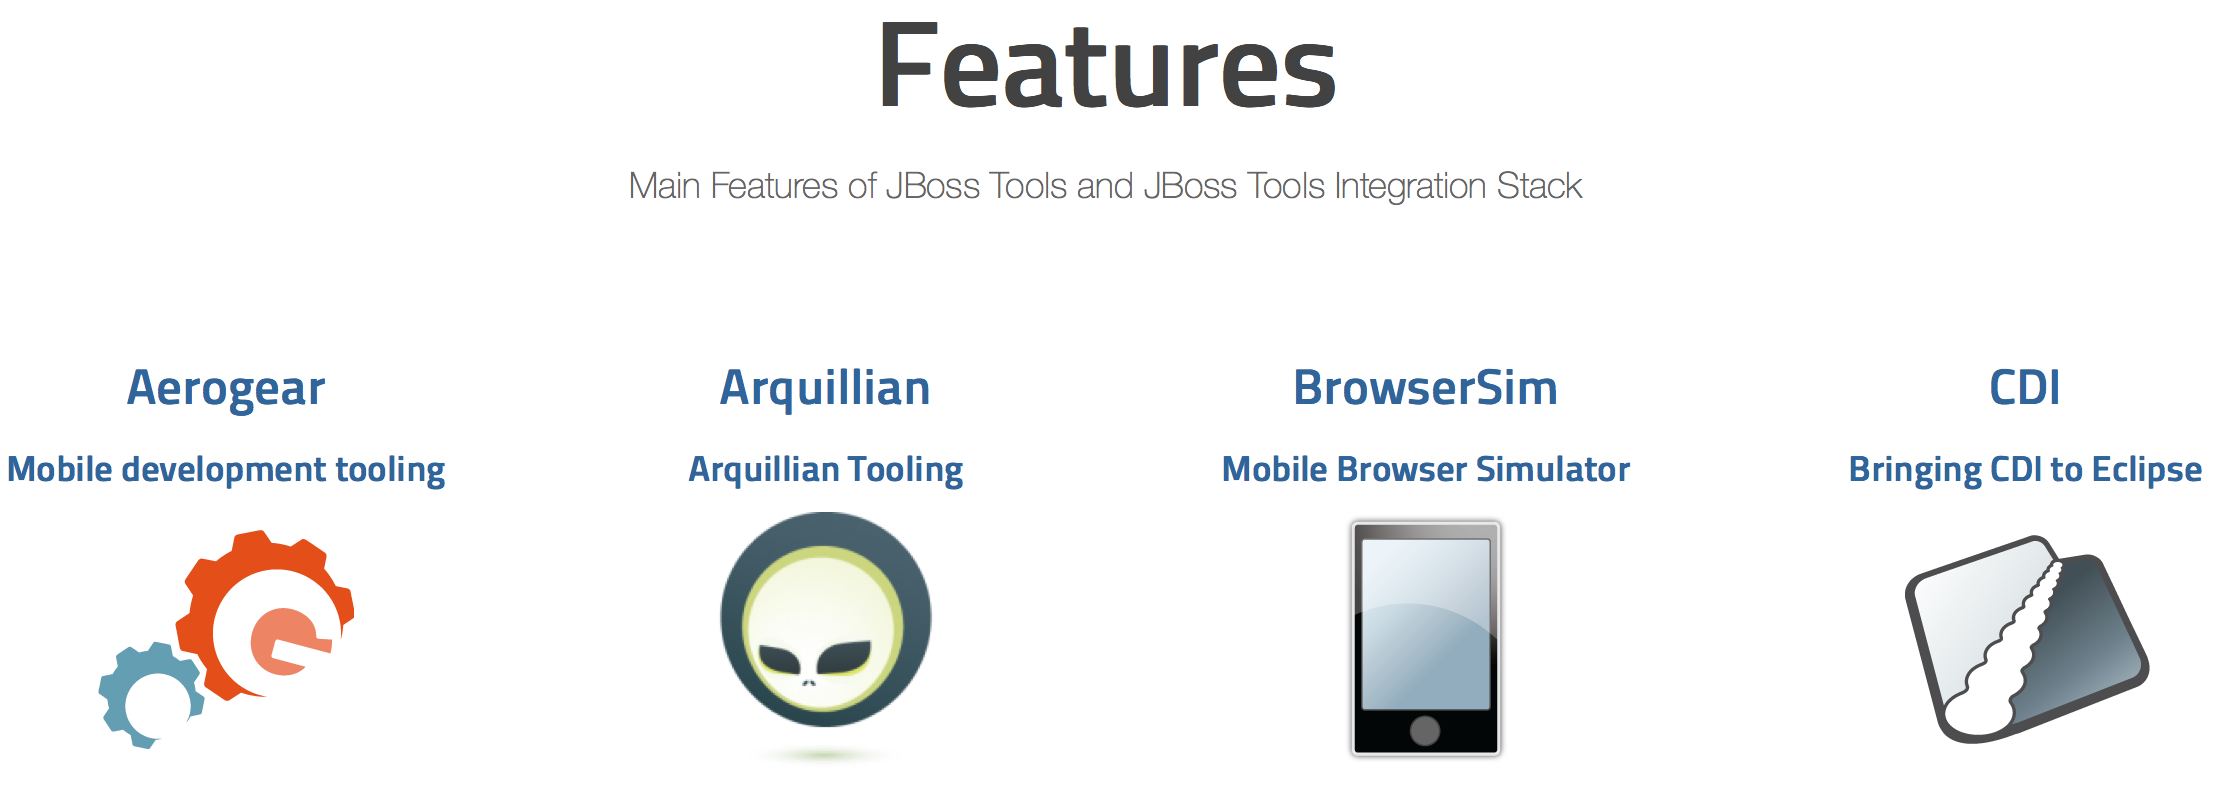 Features
Main Features of JBoss Tools and JBoss Tools Integration Stack
Aerogear
Arquillian
BrowserSim
CDI
Mobile development tooling
Arquillian Tooling
Mobile Browser Simulator
Bringing CDI to Eclipse